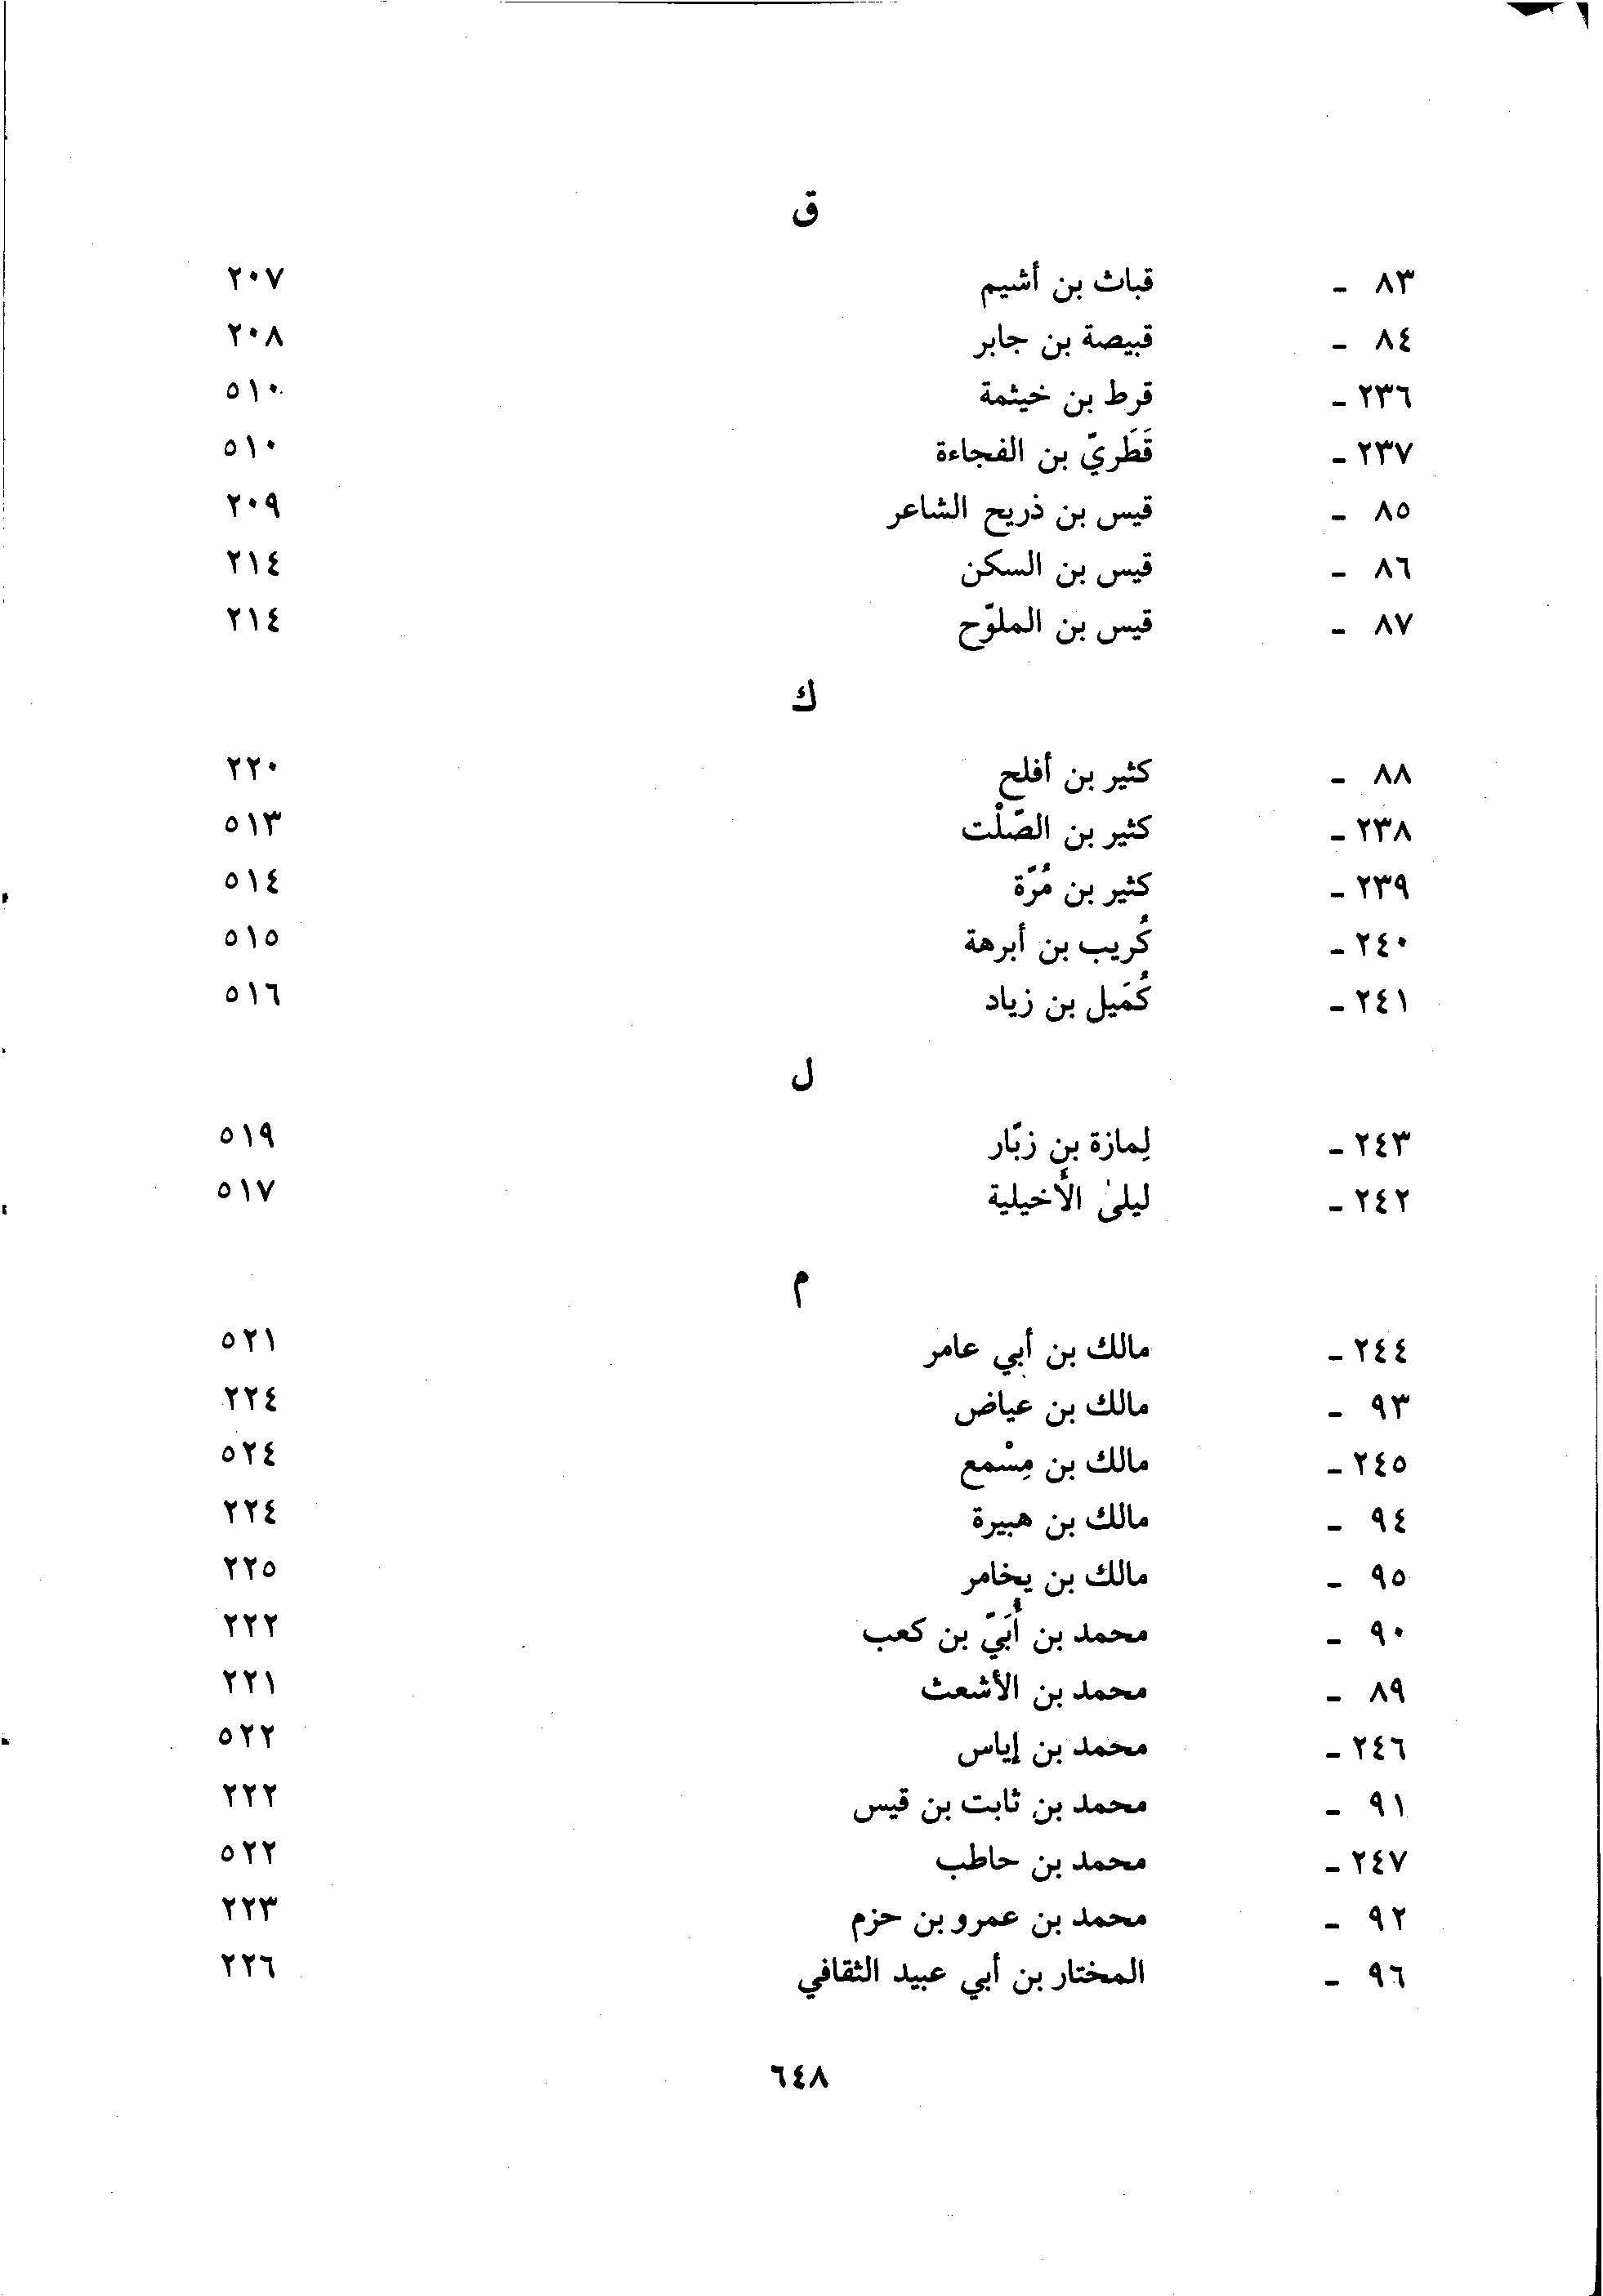 ق
٨٣ - قباث بن أشيم ٢٠٧
٨٤ - قبيصة بن جابر ٢٠٨
٢٣٦ - قرط بن خيثمة ٥١٠
٢٣٧ - قَطَريّ بن الفجاءة ٥١٠
٨٥ - قيس بن ذريح الشاعر ٢٠٩
٨٦ - قيس بن السكن ٢١٤
٨٧ - قيس بن الملوّح ٢١٤
ك
٨٨ - كثير بن أفلح ٢٢٠
٢٣٨ - كثير بن الصّلْت ٥١٣
٢٣٩ - كثير بن مُرّة ٥١٤
٢٤٠ - كُريب بن أبرهة ٥١٥
٢٤١ - كُمَيل بن زياد ٥١٦
ل
٢٤٣ - لِمازة بن زبّار ٥١٩
٢٤٢ - ليلىٰ الأخيلية ٥١٧
م
٢٤٤ - مالك بن أبي عامر ٥٢١
٩٣ - مالك بن عياض ٢٢٤
٢٤٥ - مالك بن مِسْمع ٥٢٤
٩٤ - مالك بن هبيرة ٢٢٤
٩٥ - مالك بن يخامر ٢٢٥
٩٠ - محمد بن أُبَيّ بن كعب ٢٢٢
٨٩ - محمد بن الأشعث ٢٢١
٢٤٦ - محمد بن إياس ٥٢٢
٩١ - محمد بن ثابت بن قيس ٢٢٢
٢٤٧ - محمد بن حاطب ٥٢٢
٩٢ - محمد بن عمرو بن حزم ٢٢٣
٩٦ - المختار بن أبي عبيد الثقافي ٢٢٦
٦٤٨